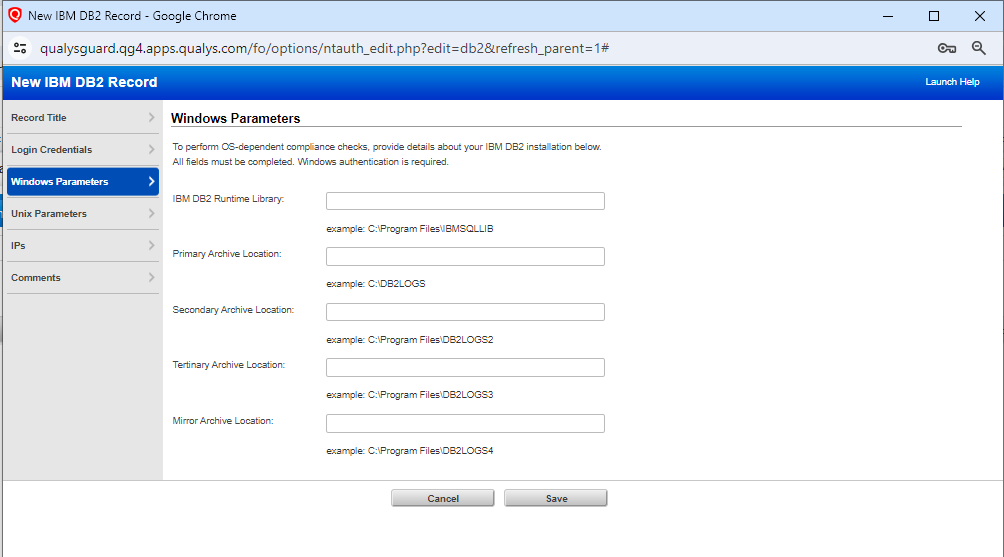 New IBM DB2 Record - Google Chrome
qualysguard.qg4.apps.qualys.com/fo/options/ntauth_edit.php?edit=db2&refresh_parent=1#
New IBM DB2 Record
Launch Help
Record Title
Login Credentials
Windows Parameters
Unix Parameters
IPs
Comments
Windows Parameters
To perform OS-dependent compliance checks, provide details about your IBM DB2 installation below.
All fields must be completed. Windows authentication is required.
IBM DB2 Runtime Library:
example: C:\Program Files\IBMSQLLIB
Primary Archive Location:
example: C:\DB2LOGS
Secondary Archive Location:
example: C:\Program Files\DB2LOGS2
Tertinary Archive Location:
example: C:\Program Files\DB2LOGS3
Mirror Archive Location:
example: C:\Program Files\DB2LOGS4
Cancel
Save